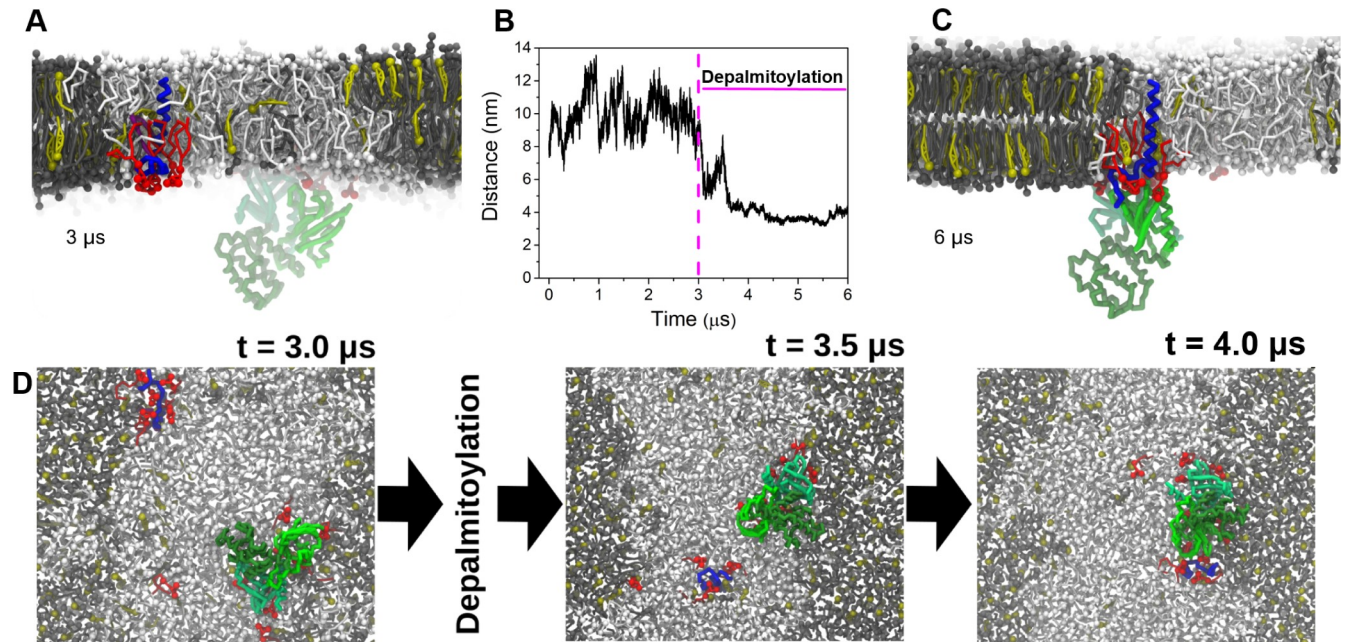 A
3 μs
B
Distance (nm)
14
12
10
8
6
4
2
0
Depalmitoylation
0
1
2
3
4
5
6
Time (μs)
C
6 μs
D
t = 3.0 μs
Depalmitoylation
t = 3.5 μs
t = 4.0 μs